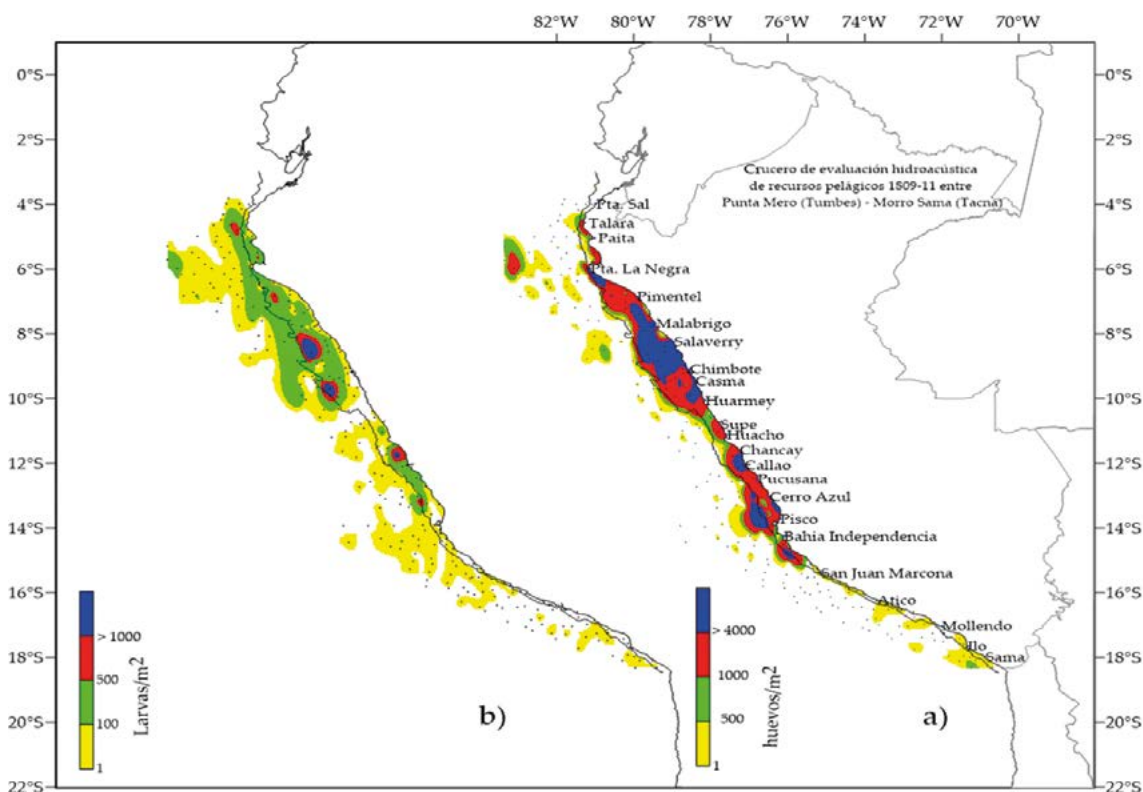 82°W 80°W 78°W 76°W 74°W 72°W 70°W
0°S 0°S
2°S 2°S
Crucero de evaluación hidroacústica
de recursos pelágicos 1809-11 entre
Punta Mero (Tumbes) - Morro Sama (Tacna)
4°S 4°S
Pta. Sal
Talara
Paita
6°S 6°S
Pta. La Negra
Pimentel
Malabrigo
8°S 8°S
Salaverry
Chimbote
Casma
10°S 10°S
Huarmey
Supe
Huacho
Chancay
12°S 12°S
Callao
Pucusana
Cerro Azul
Pisco
14°S 14°S
Bahia Independencia
San Juan Marcona
16°S 16°S
Atico
Mollendo
Ilo
18°S 18°S
Sama
20°S 20°S
22°S 22°S
> 1000
500
100
1
Larvas/m2
b)
> 4000
1000
500
1
huevos/m2
a)